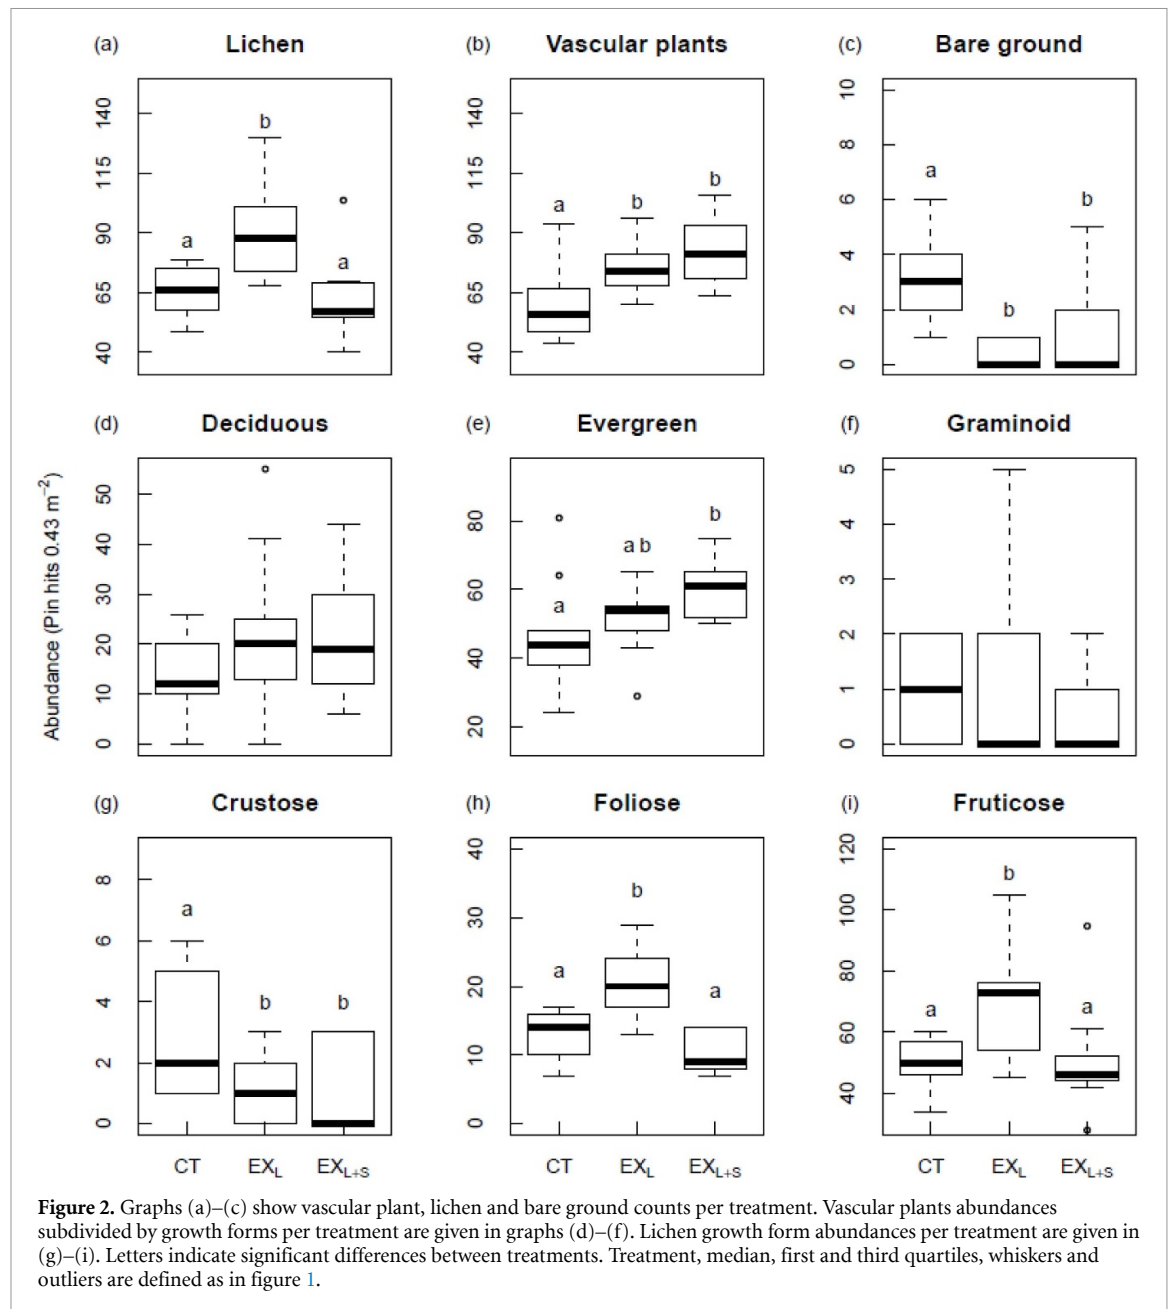 (a) Lichen
(b) Vascular plants
(c) Bare ground
140
115
90
65
40
a
b
a
140
115
90
65
40
a
b
b
10
8
6
4
2
0
a
b
b
(d) Deciduous
(e) Evergreen
(f) Graminoid
Abundance (Pin hits 0.43 m⁻²)
50
40
30
20
10
0
80
60
40
20
a
a b
b
5
4
3
2
1
0
(g) Crustose
(h) Foliose
(i) Fruticose
8
6
4
2
0
a
b
b
40
30
20
10
0
a
b
a
120
100
80
60
40
a
b
a
CT EX_L EX_L+S
CT EX_L EX_L+S
CT EX_L EX_L+S
Figure 2. Graphs (a)–(c) show vascular plant, lichen and bare ground counts per treatment. Vascular plants abundances
subdivided by growth forms per treatment are given in graphs (d)–(f). Lichen growth form abundances per treatment are given in
(g)–(i). Letters indicate significant differences between treatments. Treatment, median, first and third quartiles, whiskers and
outliers are defined as in figure 1.